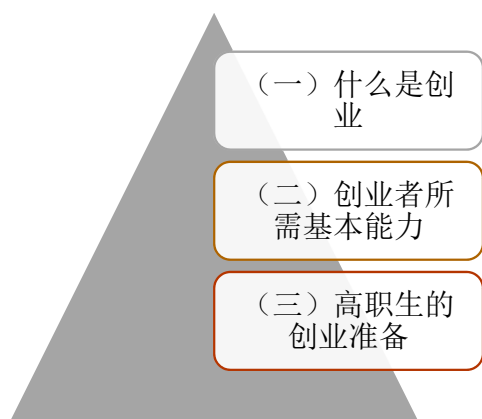 （一）什么是创
业
（二）创业者所
需基本能力
（三）高职生的
创业准备